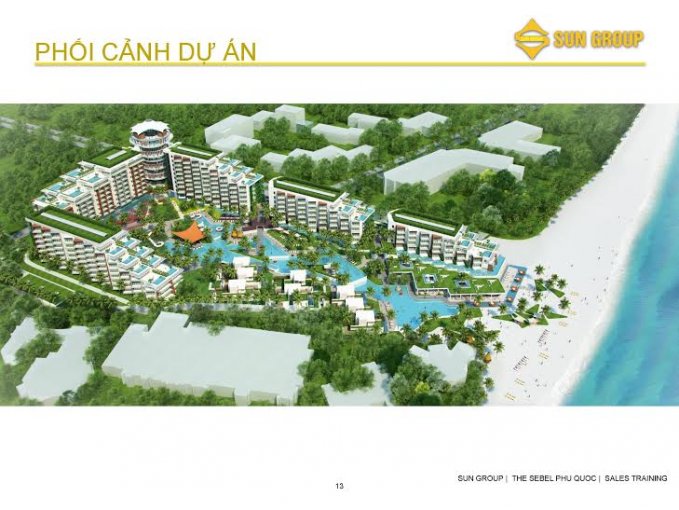 PHỐI CẢNH DỰ ÁN
SUN GROUP
SUN GROUP | THE SEBEL PHU QUOC | SALES TRAINING
13